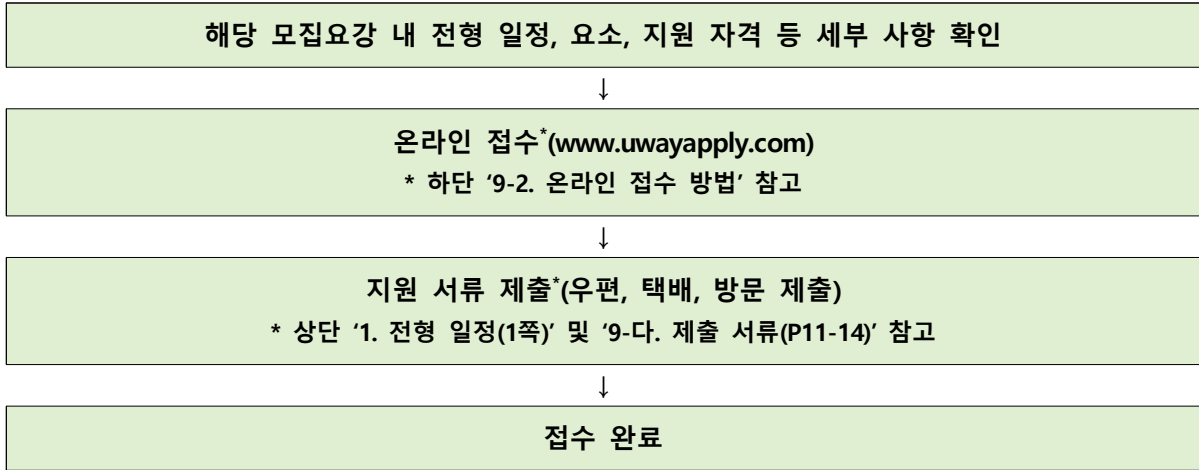 해당 모집요강 내 전형 일정, 요소, 지원 자격 등 세부 사항 확인
↓
온라인 접수*(www.uwayapply.com)
* 하단 ‘9-2. 온라인 접수 방법’ 참고
↓
지원 서류 제출*(우편, 택배, 방문 제출)
* 상단 ‘1. 전형 일정(1쪽)’ 및 ‘9-다. 제출 서류(P11-14)’ 참고
↓
접수 완료